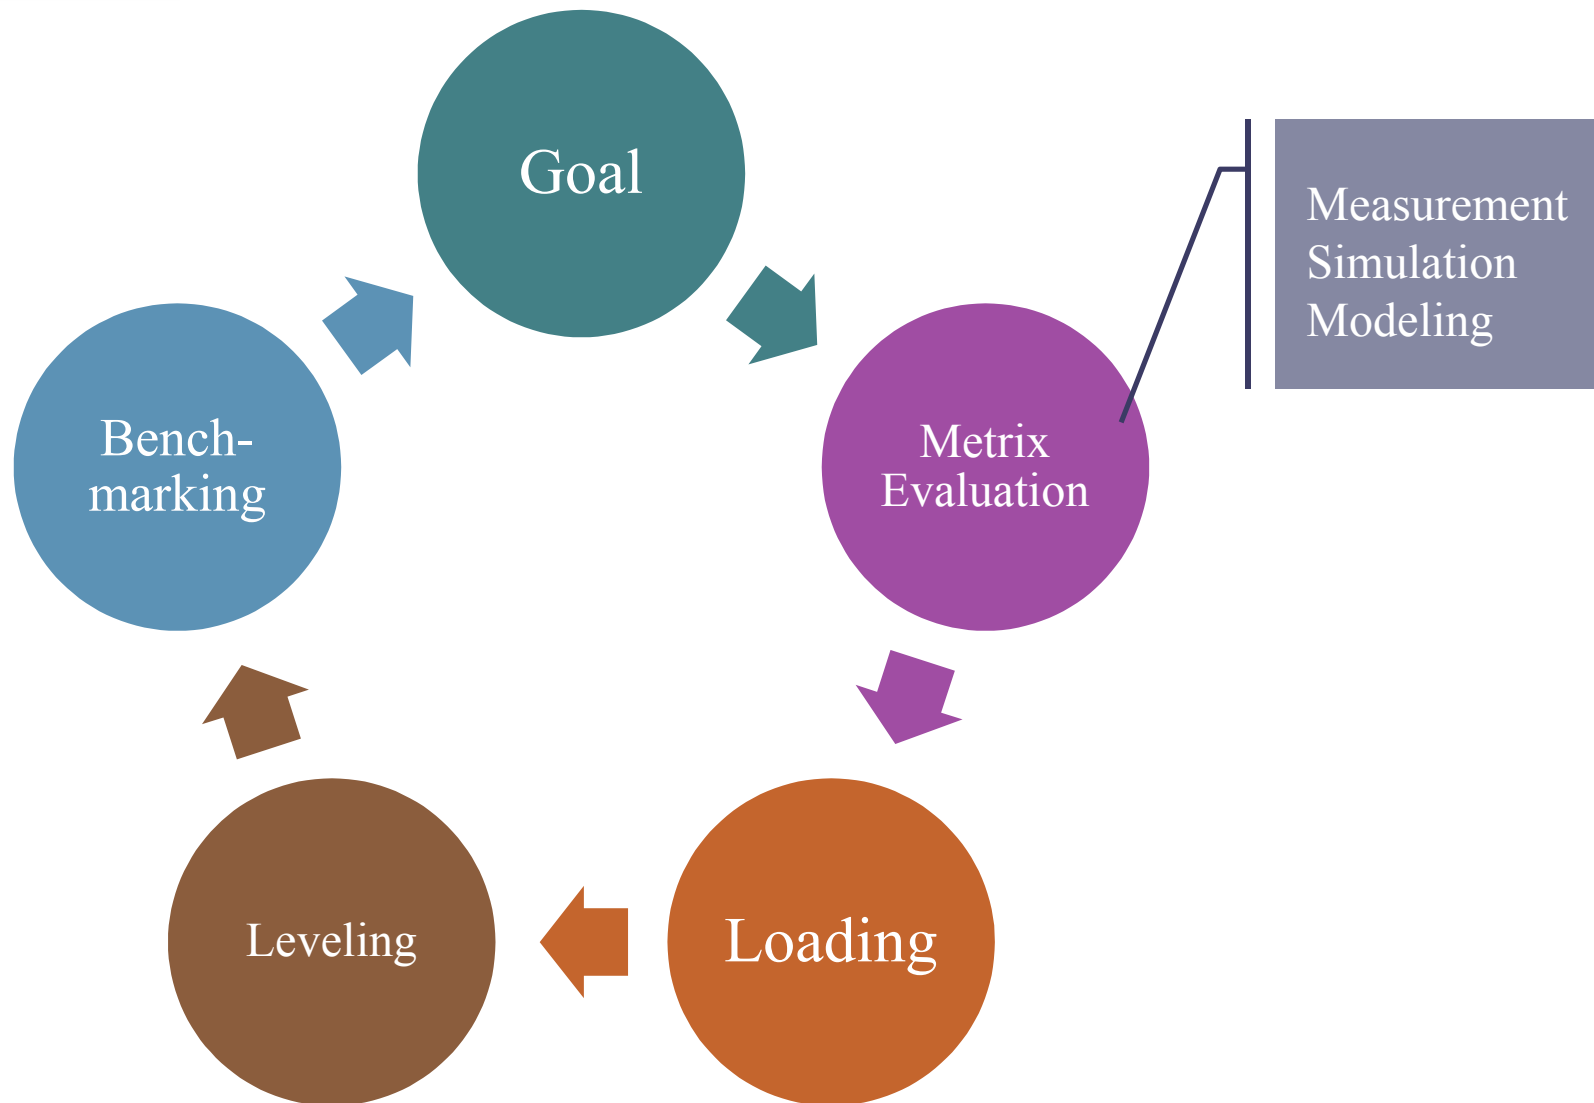 Goal
Measurement
Simulation
Modeling
Metrix
Evaluation
Loading
Leveling
Bench-
marking